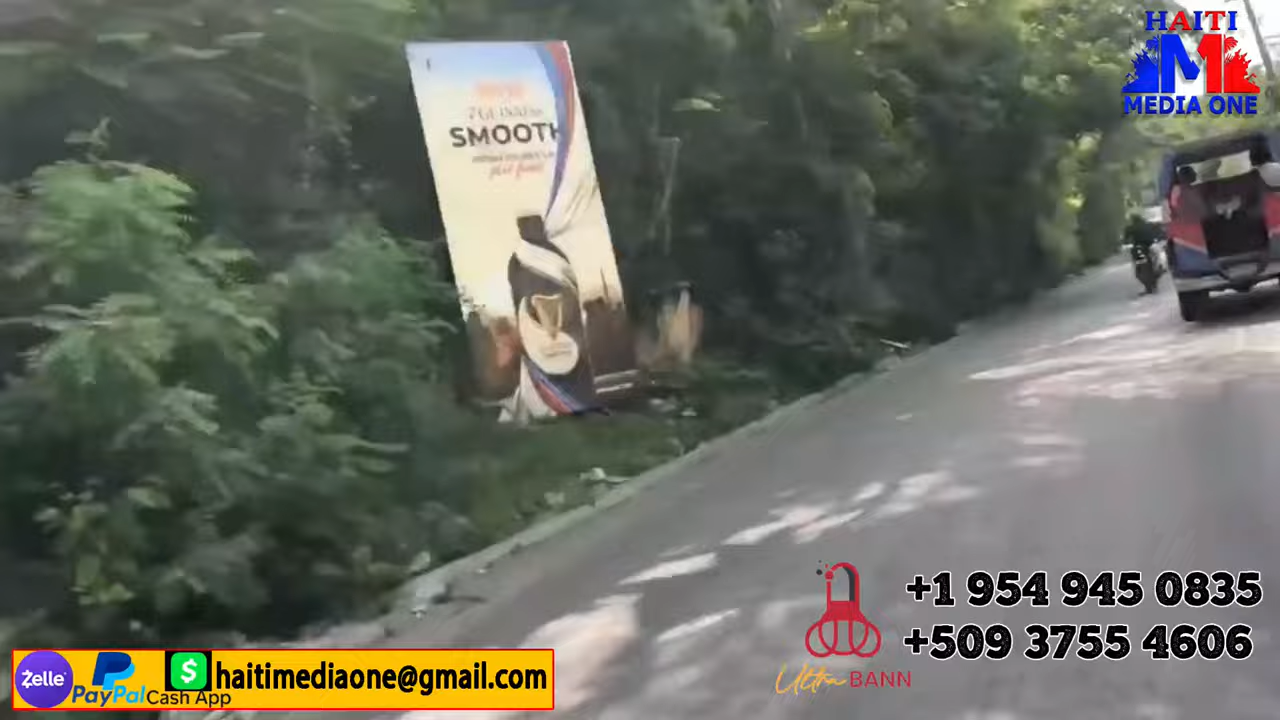 HAITI
MEDIA ONE
GUINNESS
SMOOTH
+1 954 945 0835
+509 3755 4606
Ultra BANN
Zelle
PayPal
Cash App
haitimediaone@gmail.com